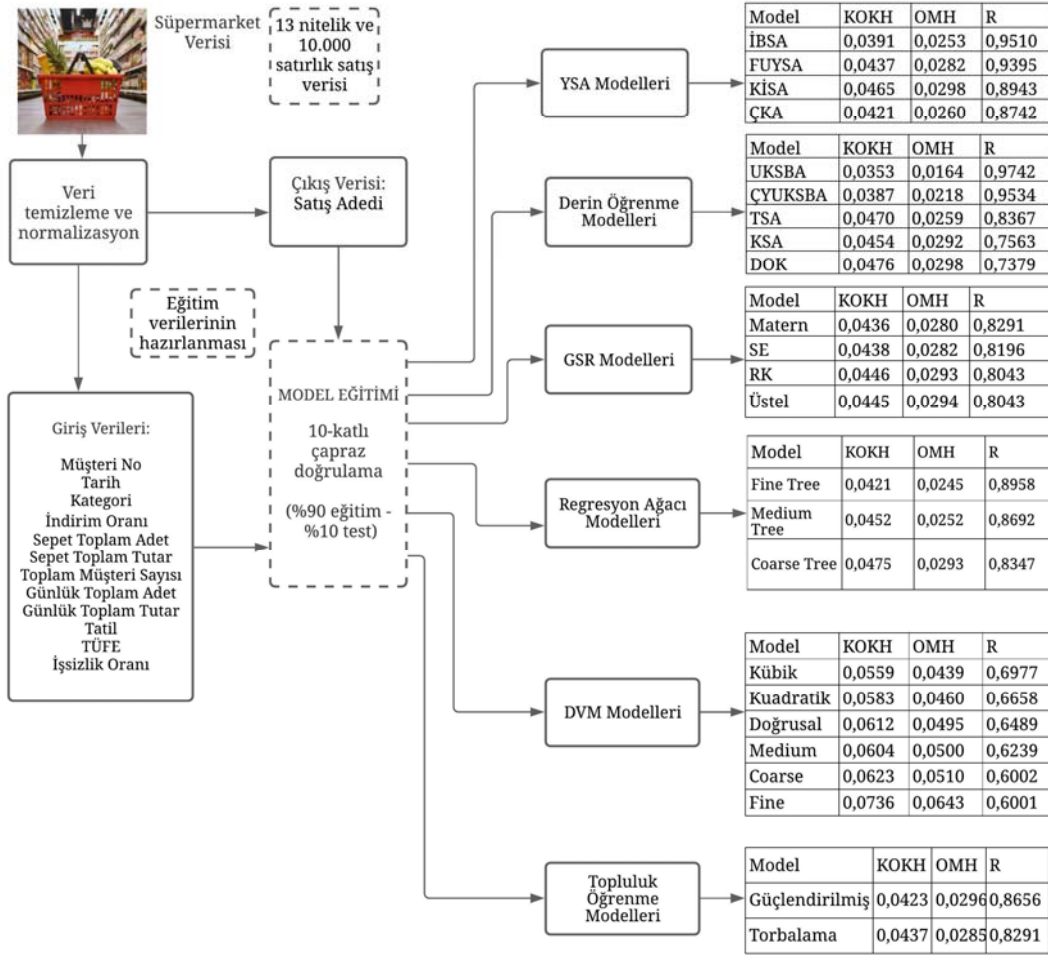 Süpermarket
Verisi
13 nitelik ve
10.000
satırlık satış
verisi
Veri
temizleme ve
normalizasyon
Çıkış Verisi:
Satış Adedi
Eğitim
verilerinin
hazırlanması
Giriş Verileri:
Müşteri No
Tarih
Kategori
İndirim Oranı
Sepet Toplam Adet
Sepet Toplam Tutar
Toplam Müşteri Sayısı
Günlük Toplam Adet
Günlük Toplam Tutar
Tatil
TÜFE
İşsizlik Oranı
MODEL EĞİTİMİ
10-katlı
çapraz
doğrulama
(%90 eğitim -
%10 test)
YSA Modelleri
Model KOKH OMH R
İBSA 0,0391 0,0253 0,9510
FUYSA 0,0437 0,0282 0,9395
KİSA 0,0465 0,0298 0,8943
ÇKA 0,0421 0,0260 0,8742
Derin Öğrenme
Modelleri
Model KOKH OMH R
UKSBA 0,0353 0,0164 0,9742
ÇYUKSBA 0,0387 0,0218 0,9534
TSA 0,0470 0,0259 0,8367
KSA 0,0454 0,0292 0,7563
DOK 0,0476 0,0298 0,7379
GSR Modelleri
Model KOKH OMH R
Matern 0,0436 0,0280 0,8291
SE 0,0438 0,0282 0,8196
RK 0,0446 0,0293 0,8043
Üstel 0,0445 0,0294 0,8043
Regresyon Ağacı
Modelleri
Model KOKH OMH R
Fine Tree 0,0421 0,0245 0,8958
Medium
Tree 0,0452 0,0252 0,8692
Coarse Tree 0,0475 0,0293 0,8347
DVM Modelleri
Model KOKH OMH R
Kübik 0,0559 0,0439 0,6977
Kuadratik 0,0583 0,0460 0,6658
Doğrusal 0,0612 0,0495 0,6489
Medium 0,0604 0,0500 0,6239
Coarse 0,0623 0,0510 0,6002
Fine 0,0736 0,0643 0,6001
Topluluk
Öğrenme
Modelleri
Model KOKH OMH R
Güçlendirilmiş 0,0423 0,0296 0,8656
Torbalama 0,0437 0,0285 0,8291